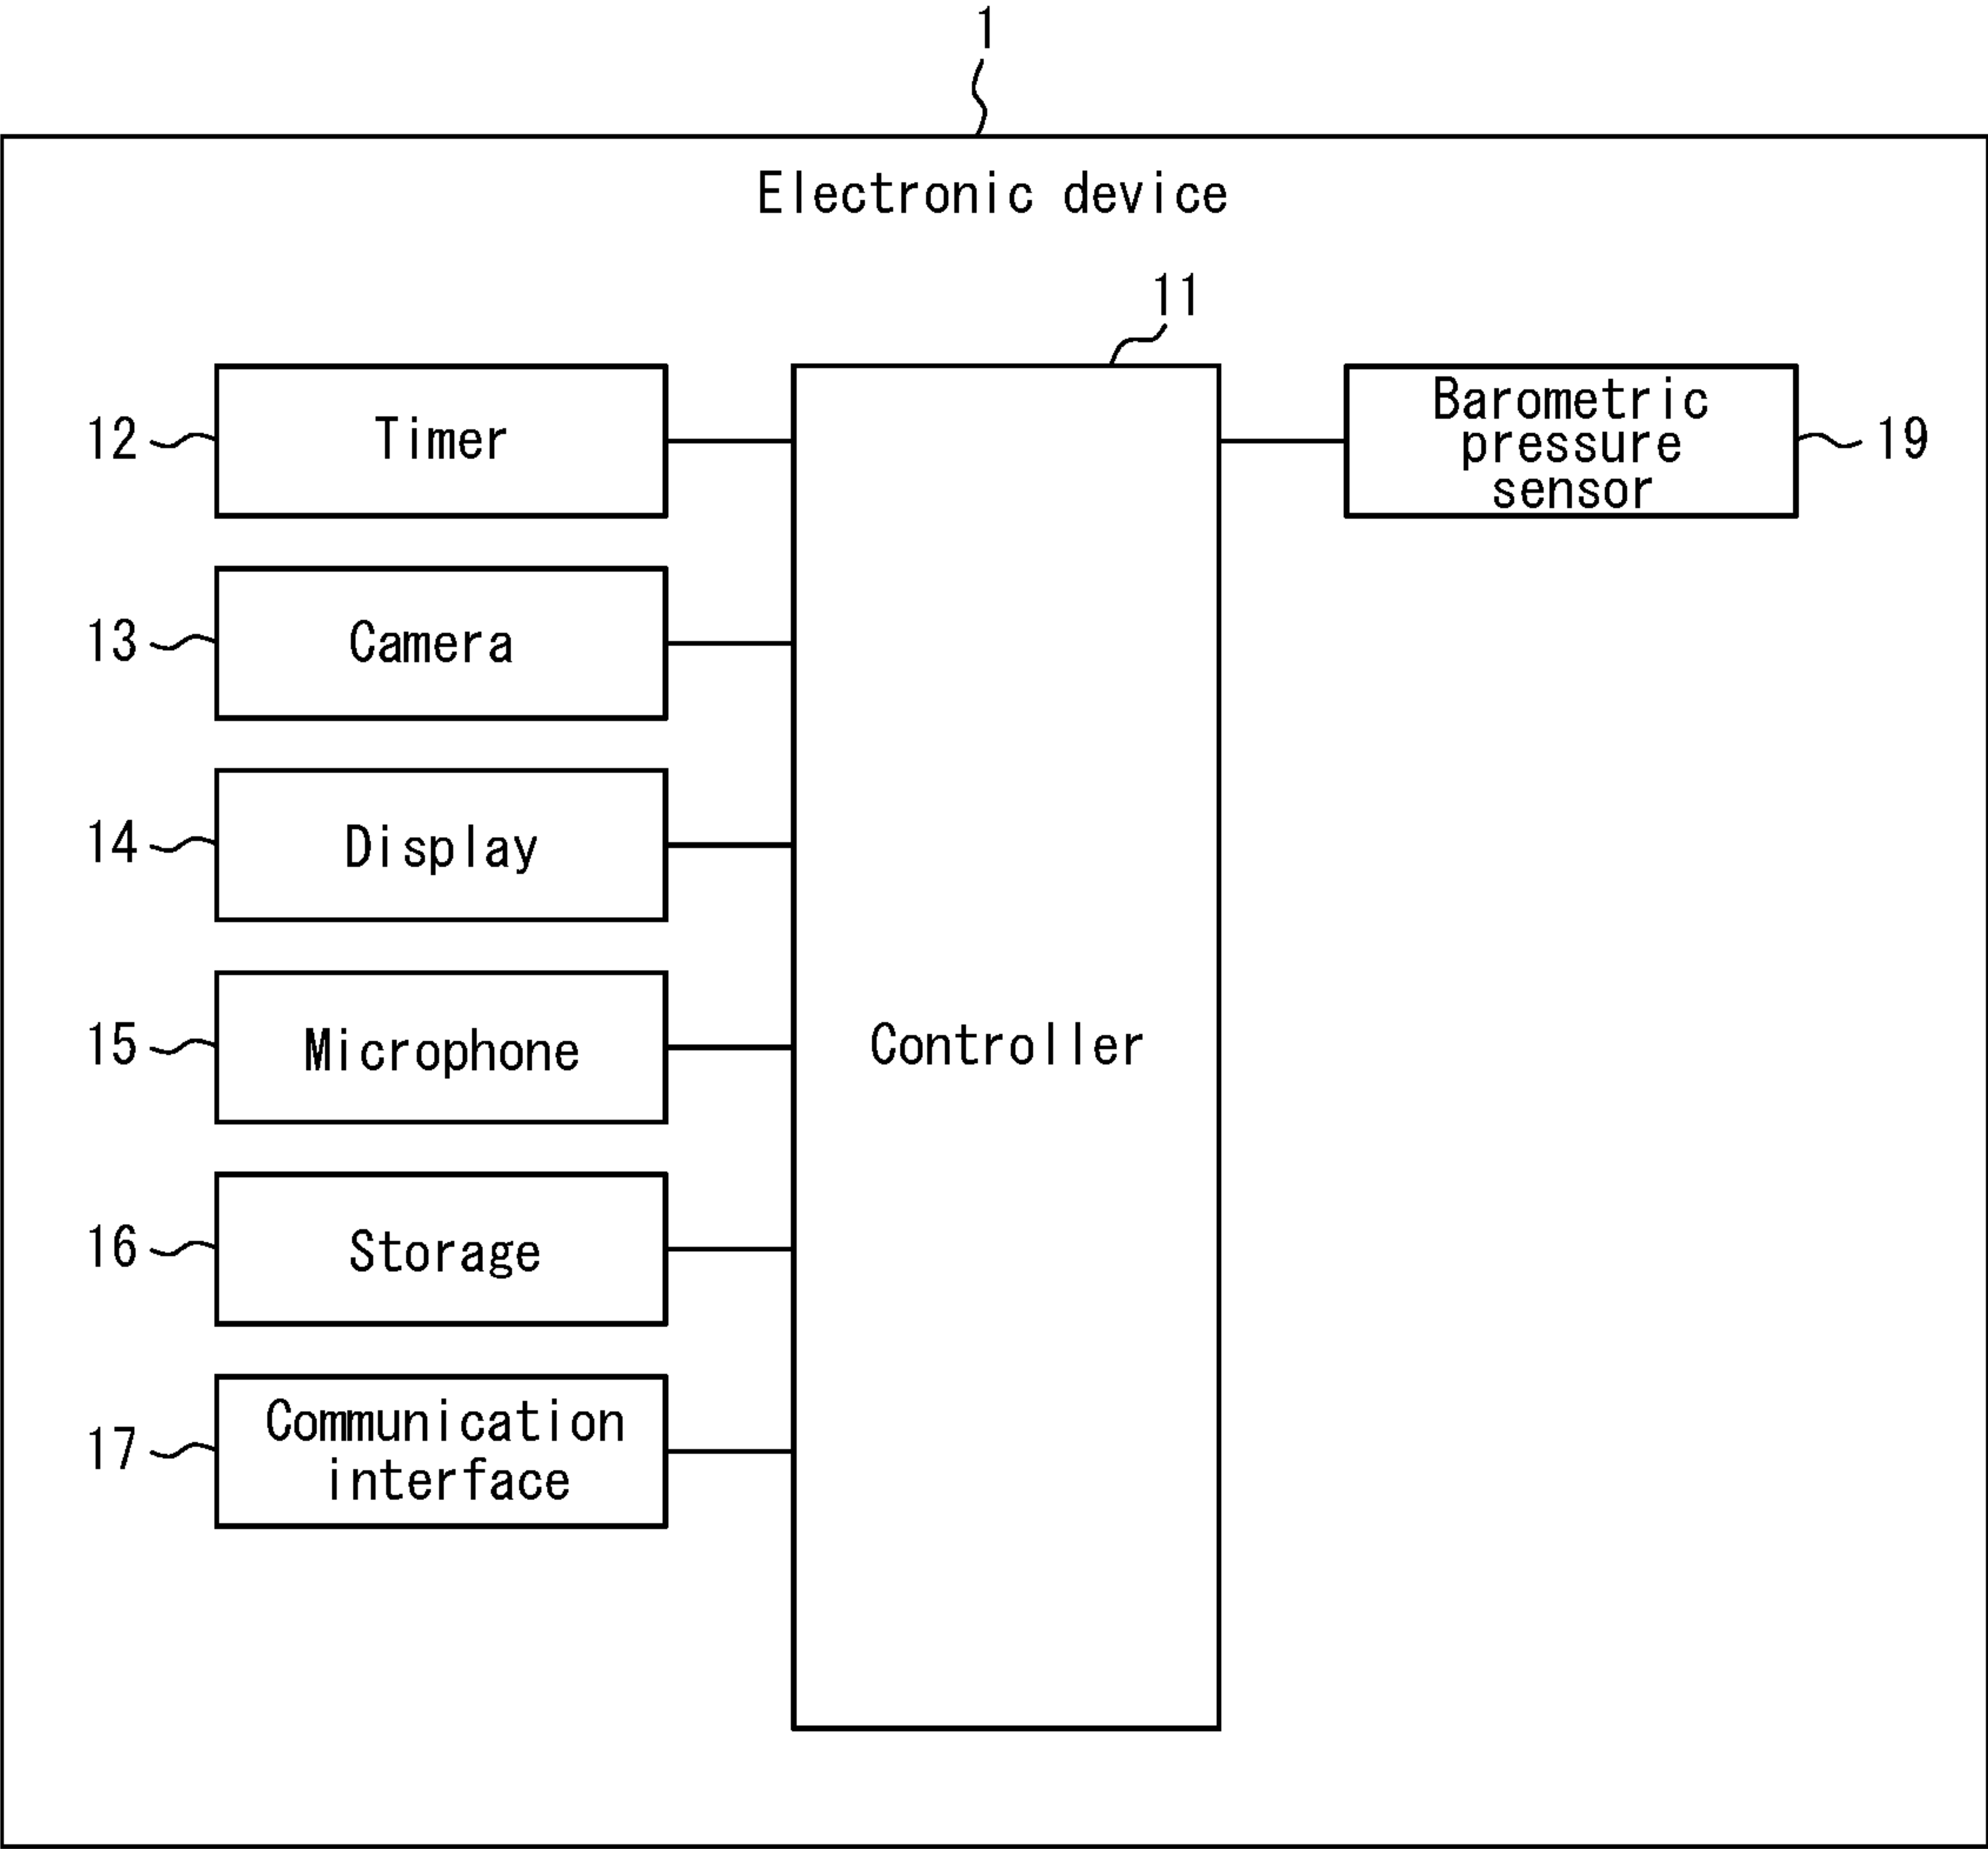 1
Electronic device
11
12
Timer
Barometric
pressure
sensor
19
13
Camera
14
Display
15
Microphone
Controller
16
Storage
17
Communication
interface